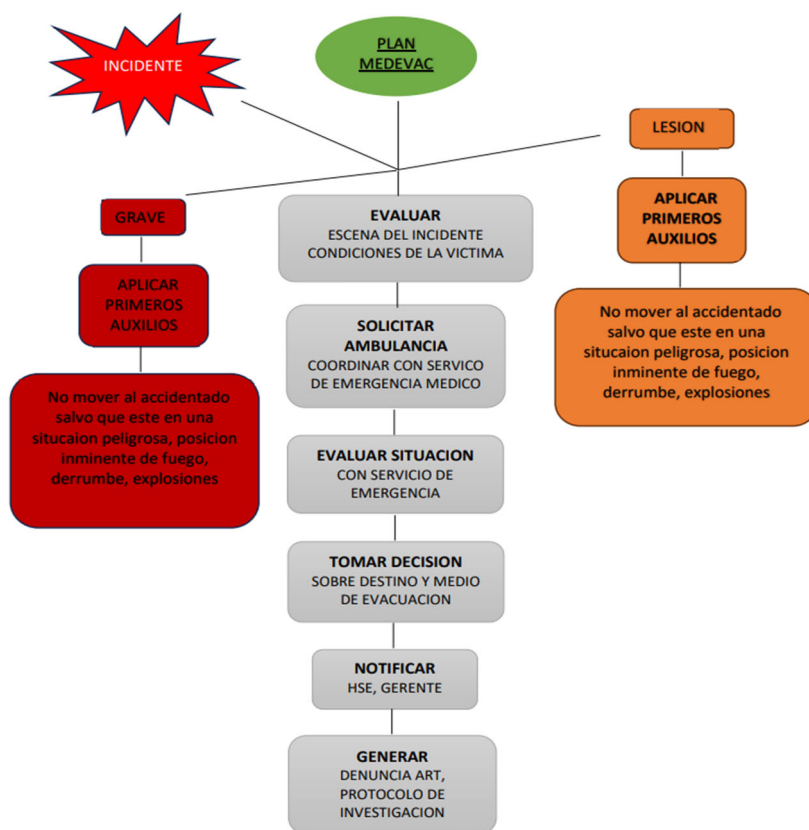 INCIDENTE
PLAN
MEDEVAC
LESION
GRAVE
APLICAR
PRIMEROS
AUXILIOS
No mover al accidentado
salvo que este en una
situcaion peligrosa, posicion
inminente de fuego,
derrumbe, explosiones
EVALUAR
ESCENA DEL INCIDENTE
CONDICIONES DE LA VICTIMA
SOLICITAR
AMBULANCIA
COORDINAR CON SERVICO
DE EMERGENCIA MEDICO
EVALUAR SITUACION
CON SERVICIO DE
EMERGENCIA
TOMAR DECISION
SOBRE DESTINO Y MEDIO
DE EVACUACION
NOTIFICAR
HSE, GERENTE
GENERAR
DENUNCIA ART,
PROTOCOLO DE
INVESTIGACION
APLICAR
PRIMEROS
AUXILIOS
No mover al accidentado
salvo que este en una
situcaion peligrosa, posicion
inminente de fuego,
derrumbe, explosiones